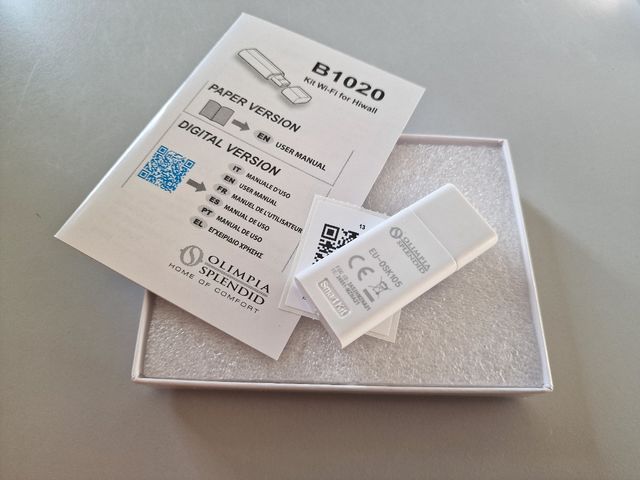 B1020
Kit Wi-Fi for Hiwall
PAPER VERSION
EN USER MANUAL
DIGITAL VERSION
IT MANUALE D'USO
EN USER MANUAL
FR MANUEL DE L'UTILISATEUR
ES MANUAL DE USO
PT MANUAL DE USO
EL ΕΓΧΕΙΡΙΔΙΟ ΧΡΗΣΗΣ
OLIMPIA
SPLENDID
HOME OF COMFORT
13
OLIMPIA
SPLENDID
EU-OSK105
CE
SmartKit